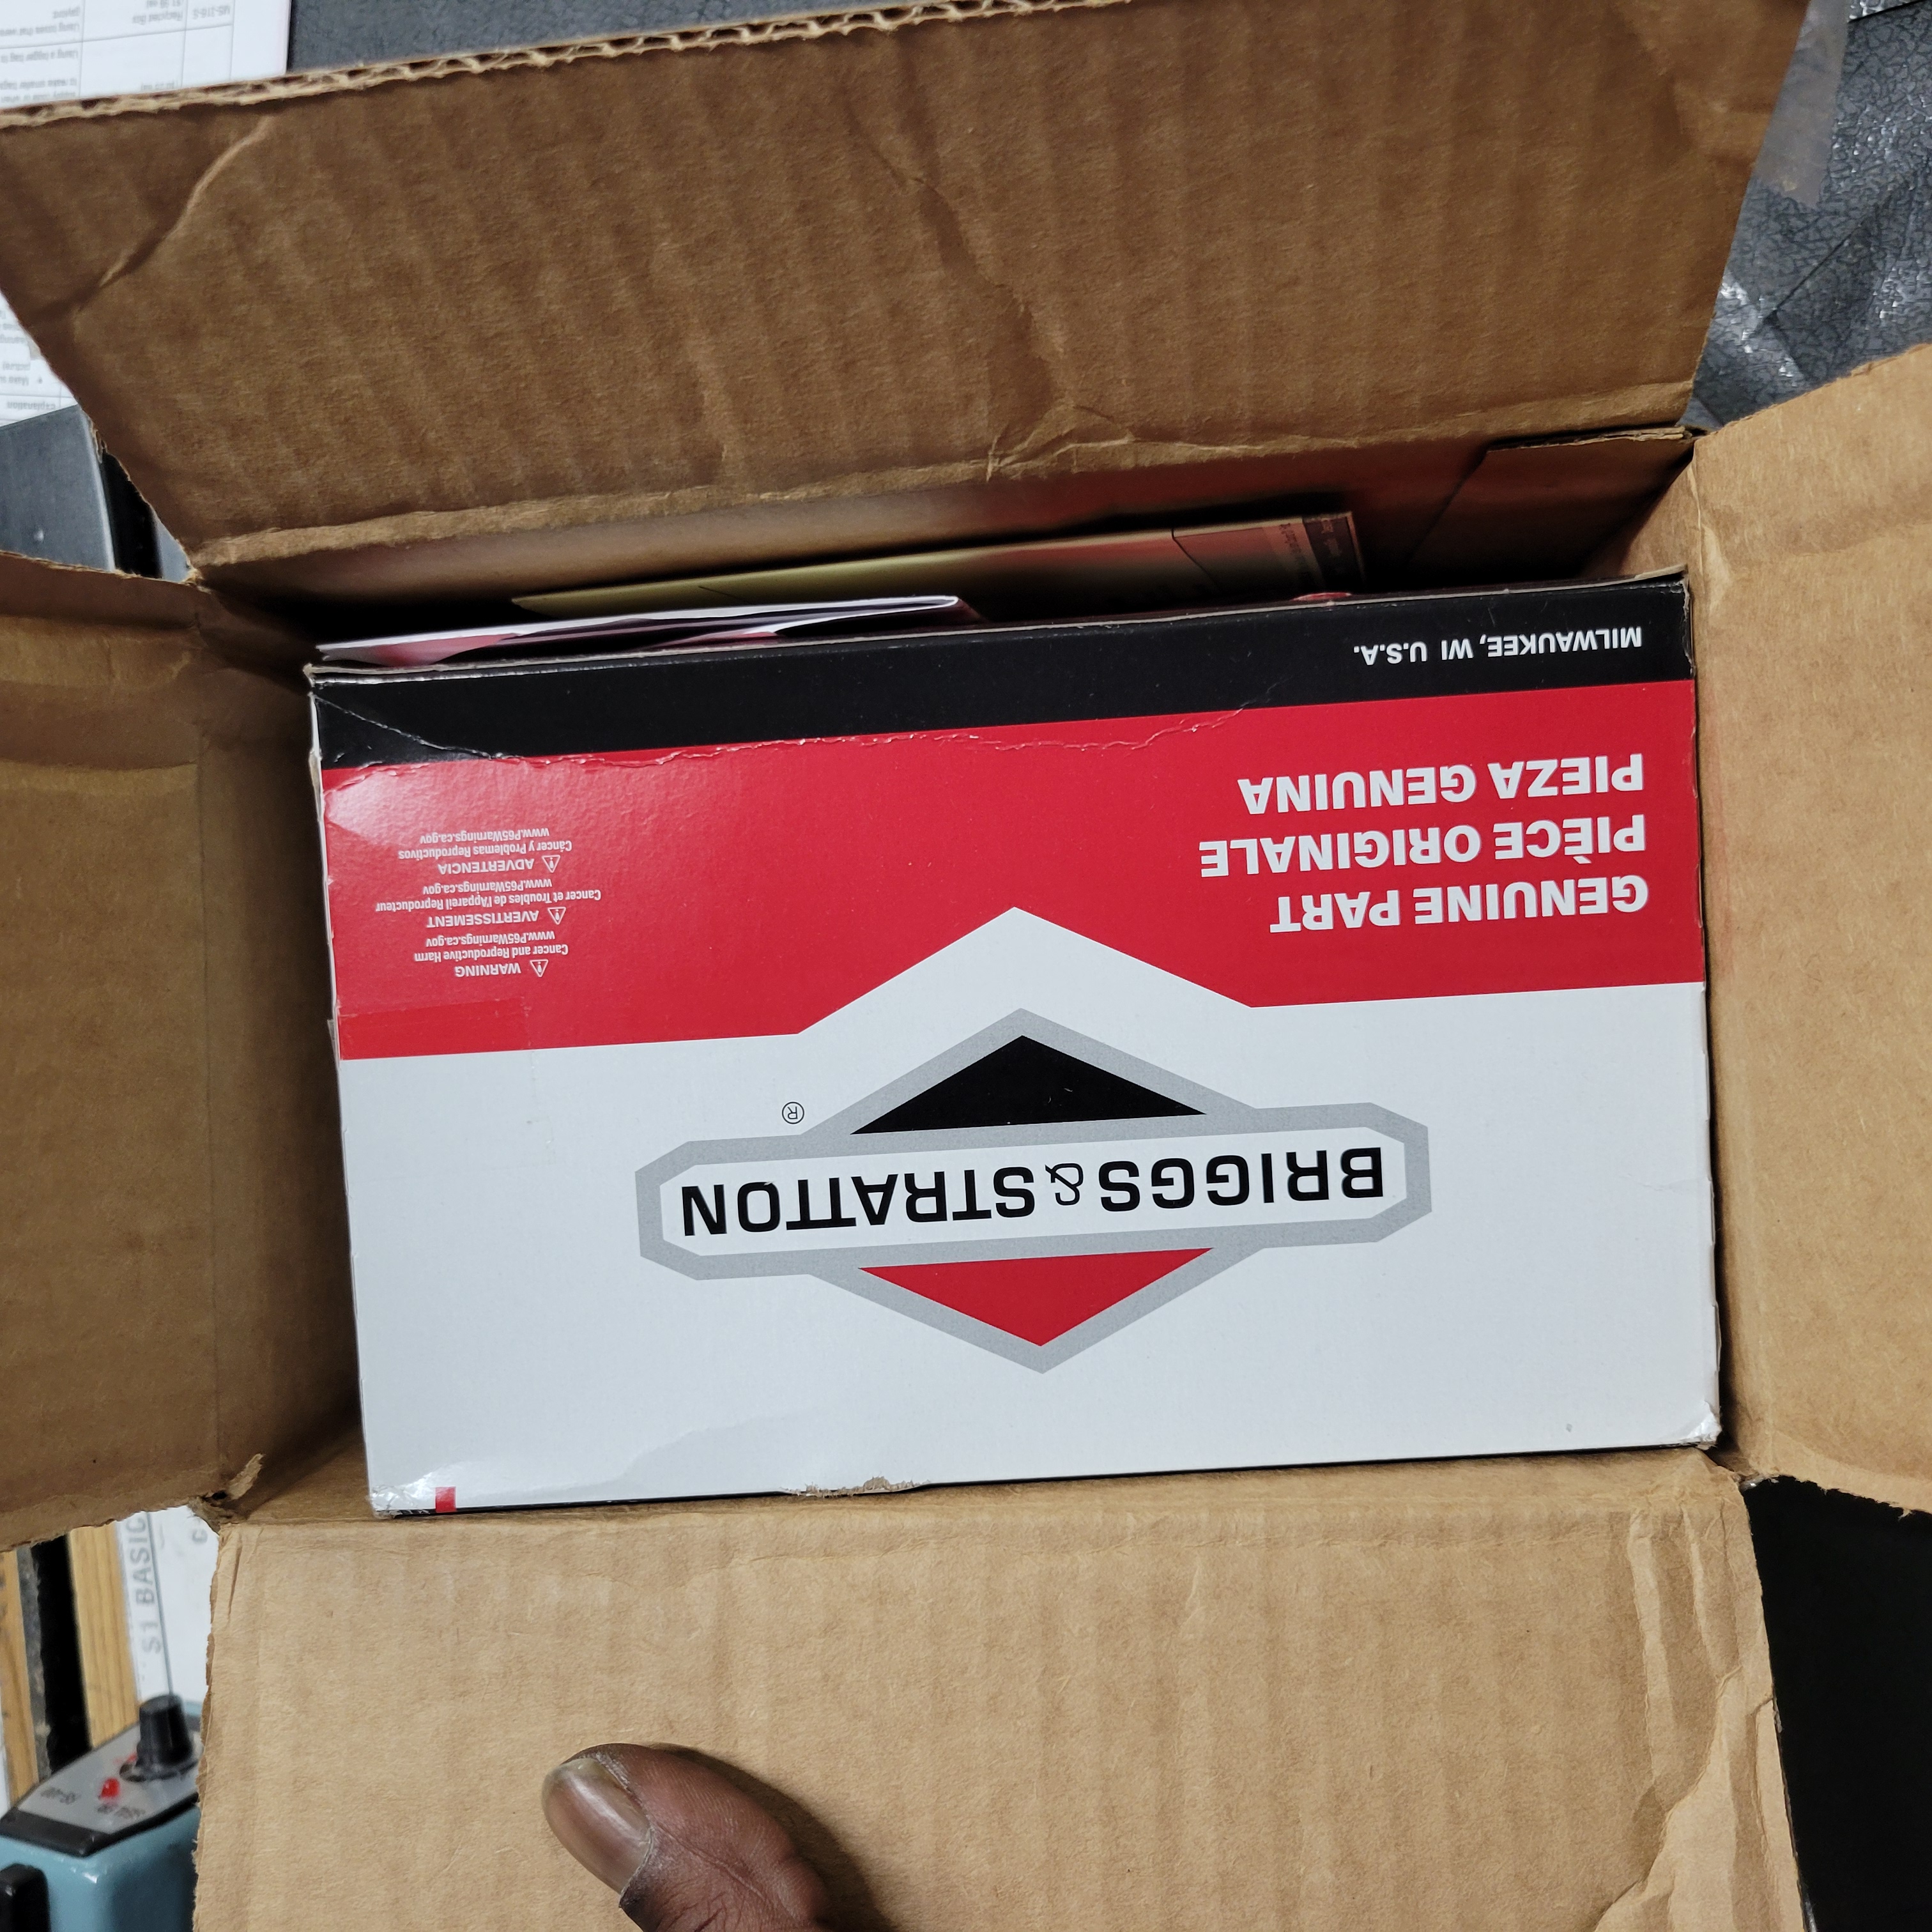 BRIGGS & STRATTON
®
GENUINE PART
PIÈCE ORIGINALE
PIEZA GENUINA
WARNING
Cancer and Reproductive Harm
www.P65Warnings.ca.gov
AVERTISSEMENT
Cancer et Troubles de l'Appareil Reproducteur
www.P65Warnings.ca.gov
ADVERTENCIA
Cáncer y Problemas Reproductivos
www.P65Warnings.ca.gov
MILWAUKEE, WI U.S.A.
S1 BASIC